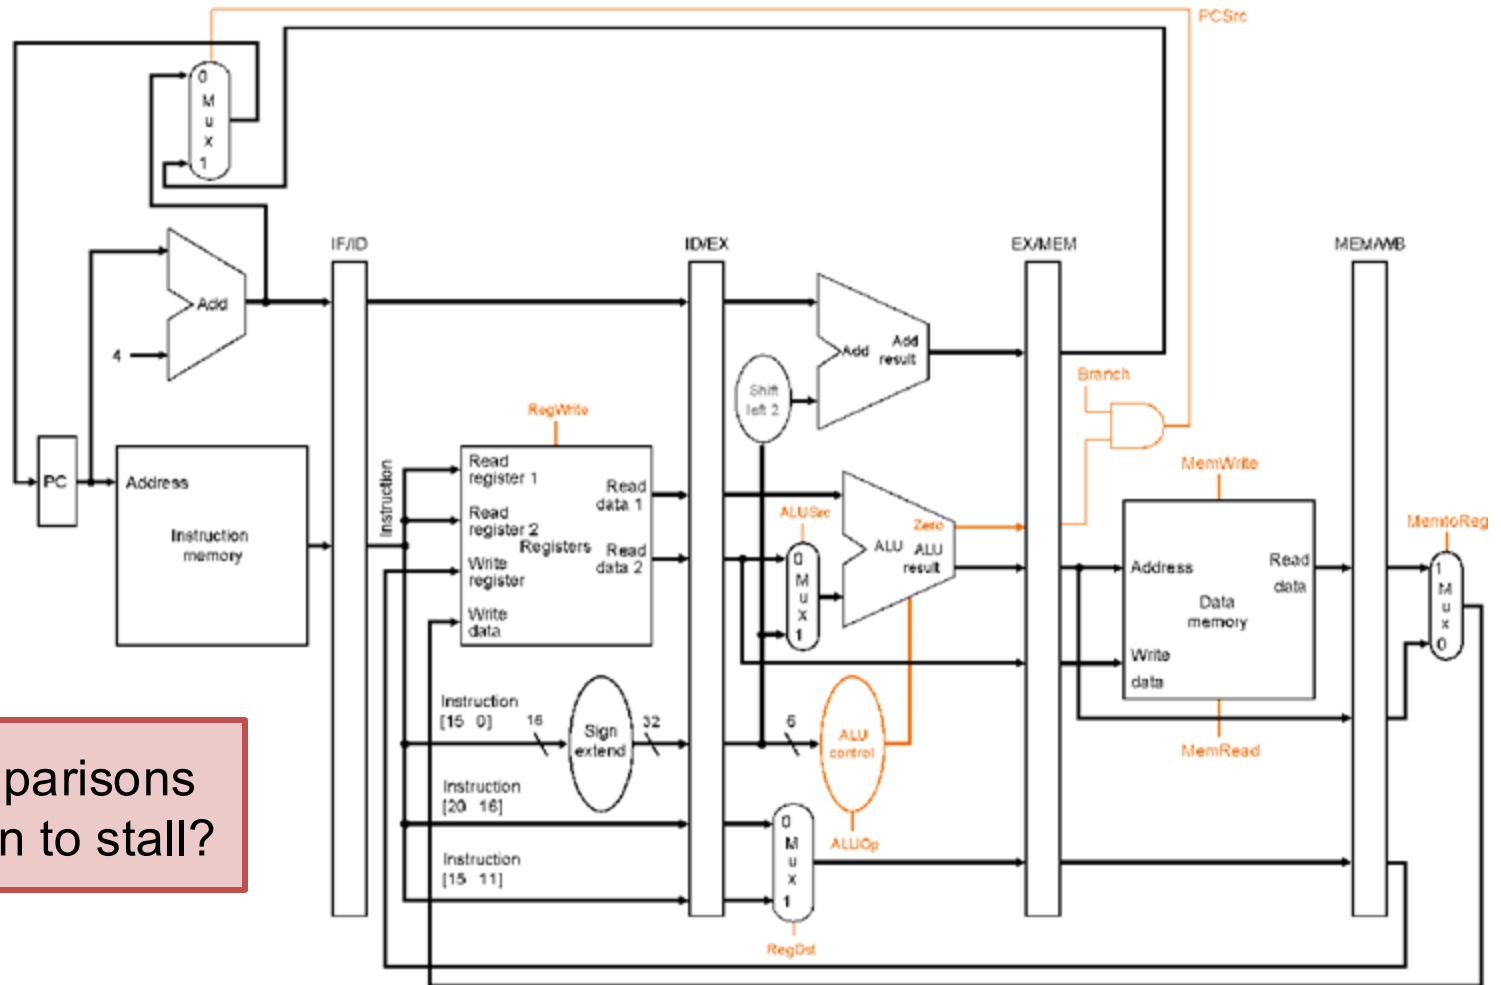 PCSrc
0
M
u
x
1
IF/ID
ID/EX
EX/MEM
MEM/WB
Add
4
Add
Add
result
Shift
left 2
Branch
RegWrite
PC
Address
Instruction
memory
Instruction
Read
register 1
Read
register 2
Write
register
Write
data
Registers
Read
data 1
Read
data 2
ALUSrc
0
M
u
x
1
Zero
ALU
ALU
result
MemWrite
Address
Read
data
Data
memory
Write
data
MemRead
MemtoReg
1
M
u
x
0
Instruction
[15 0]
16
Sign
extend
32
6
ALU
control
ALUOp
Instruction
[20 16]
Instruction
[15 11]
0
M
u
x
1
RegDst
parisons
n to stall?